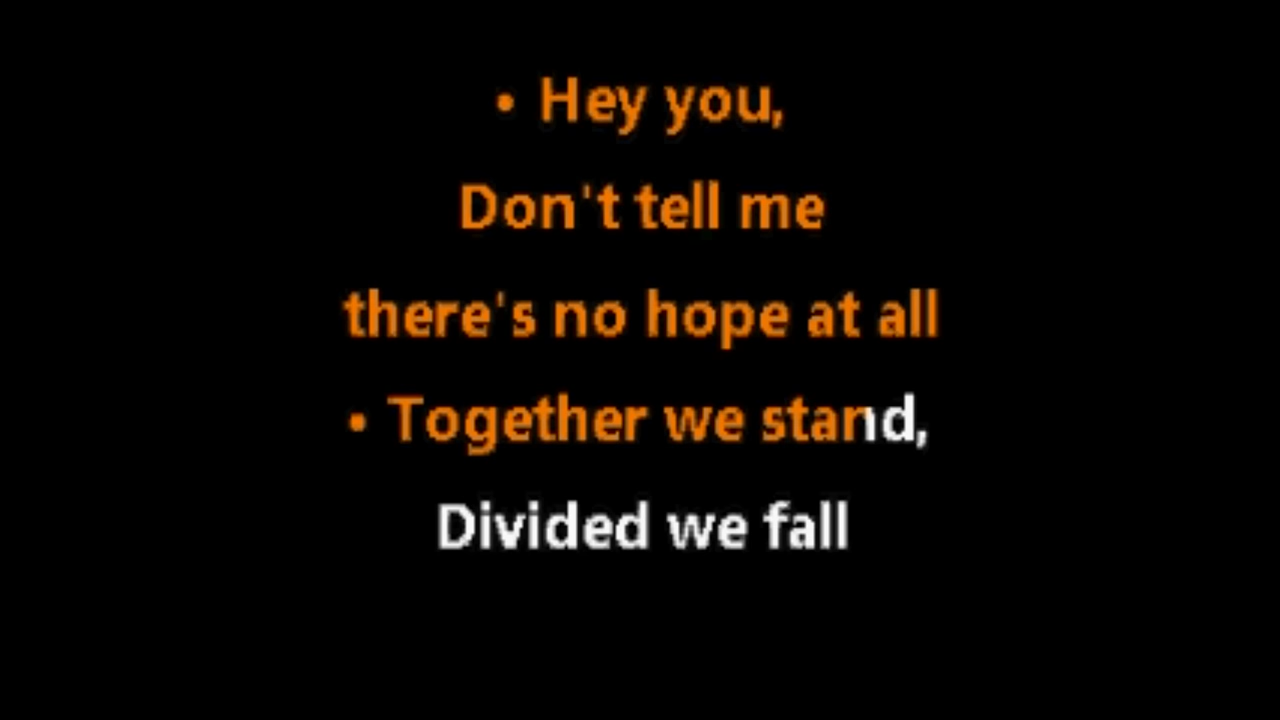 • Hey you,
Don't tell me
there's no hope at all
• Together we stand,
Divided we fall